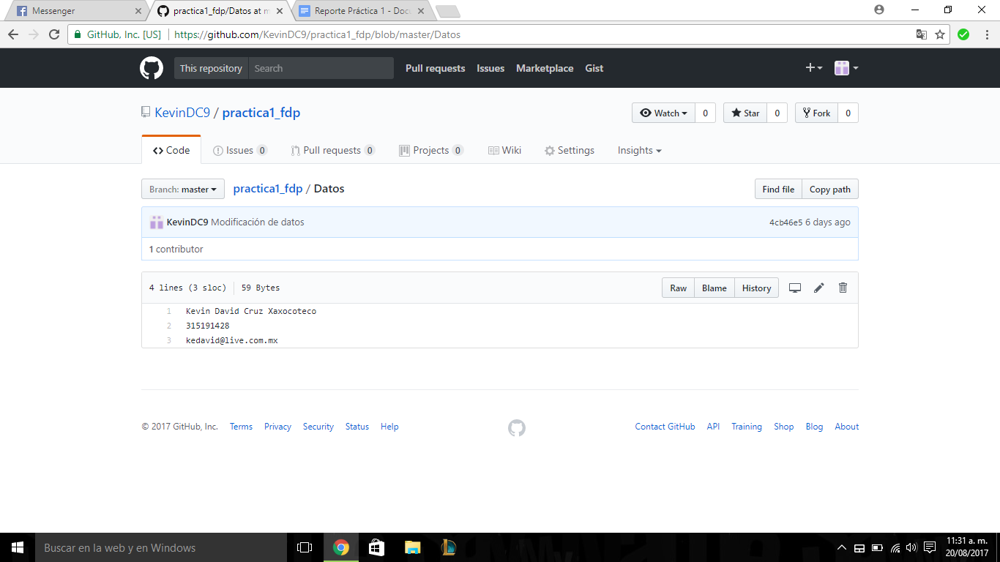 Messenger
practica1_fdp/Datos at m
Reporte Práctica 1 - Docu
GitHub, Inc. [US]
https://github.com/KevinDC9/practica1_fdp/blob/master/Datos
This repository
Search
Pull requests
Issues
Marketplace
Gist
KevinDC9 / practica1_fdp
Watch 0
Star 0
Fork 0
Code
Issues 0
Pull requests 0
Projects 0
Wiki
Settings
Insights
Branch: master
practica1_fdp / Datos
Find file
Copy path
KevinDC9 Modificación de datos
4cb46e5 6 days ago
1 contributor
4 lines (3 sloc) 59 Bytes
Raw
Blame
History
1 Kevin David Cruz Xaxocoteco
2 315191428
3 kedavid@live.com.mx
© 2017 GitHub, Inc.
Terms
Privacy
Security
Status
Help
Contact GitHub
API
Training
Shop
Blog
About
Buscar en la web y en Windows
11:31 a. m.
20/08/2017